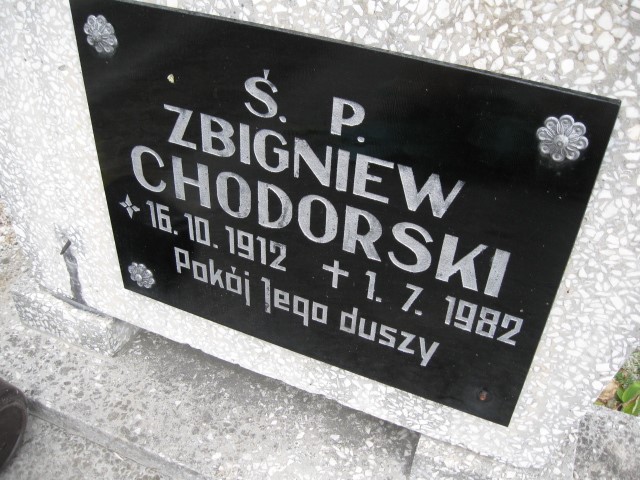 Ś. P.
ZBIGNIEW
CHODORSKI
16.10.1912 ✝ 1.7.1982
Pokój Jego duszy